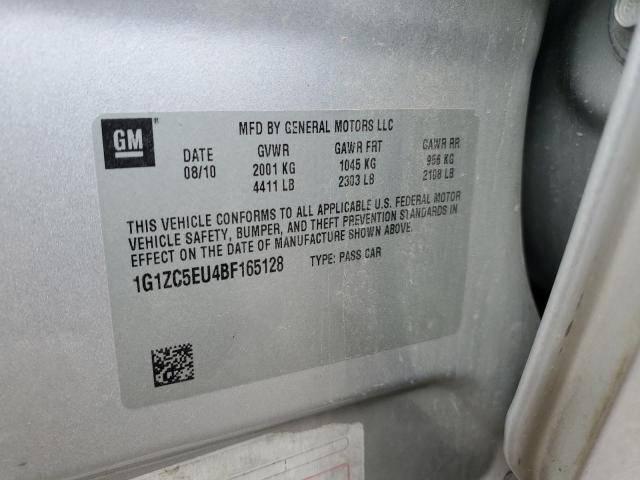 GM
MFD BY GENERAL MOTORS LLC
DATE GVWR GAWR FRT GAWR RR
08/10 2001 KG 1045 KG 956 KG
4411 LB 2303 LB 2108 LB
THIS VEHICLE CONFORMS TO ALL APPLICABLE U.S. FEDERAL MOTOR
VEHICLE SAFETY, BUMPER, AND THEFT PREVENTION STANDARDS IN
EFFECT ON THE DATE OF MANUFACTURE SHOWN ABOVE.
1G1ZC5EU4BF165128 TYPE: PASS CAR